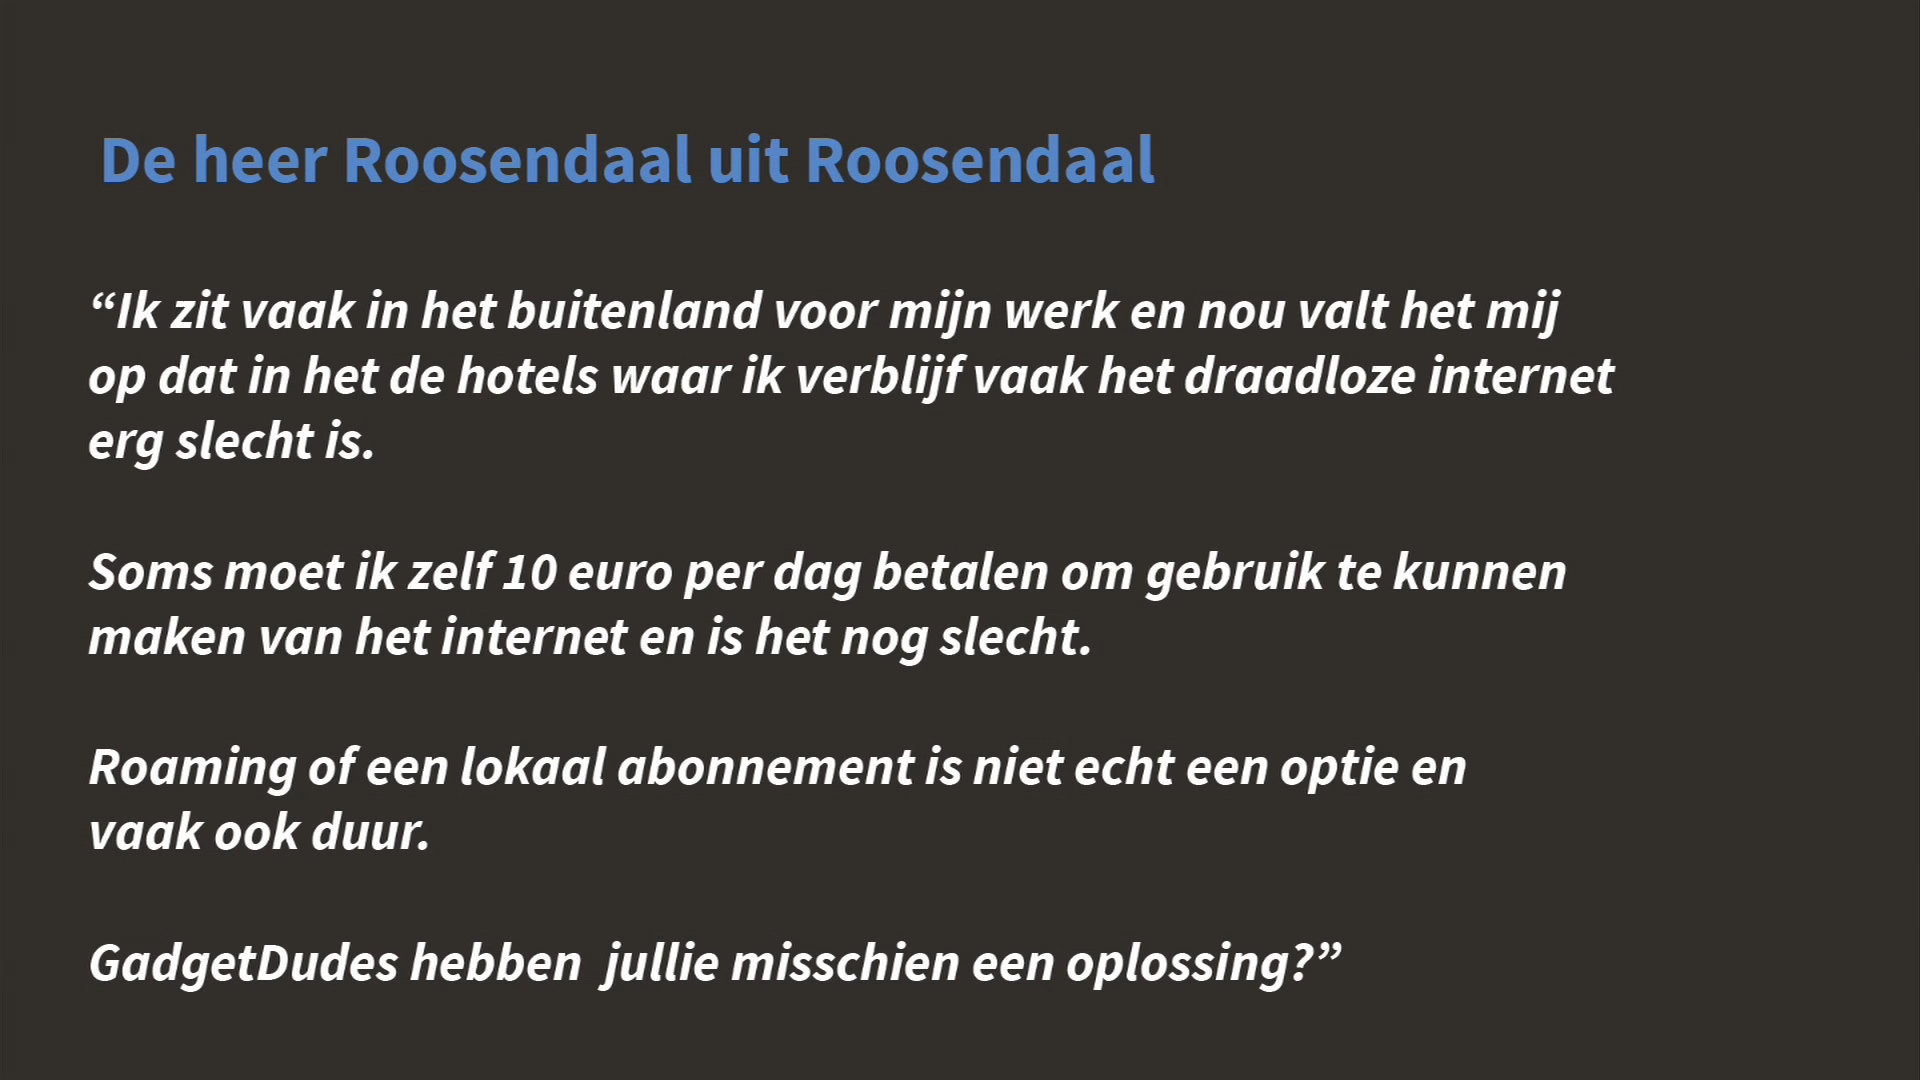 De heer Roosendaal uit Roosendaal
“Ik zit vaak in het buitenland voor mijn werk en nou valt het mij
op dat in het de hotels waar ik verblijf vaak het draadloze internet
erg slecht is.
Soms moet ik zelf 10 euro per dag betalen om gebruik te kunnen
maken van het internet en is het nog slecht.
Roaming of een lokaal abonnement is niet echt een optie en
vaak ook duur.
GadgetDudes hebben  jullie misschien een oplossing?”